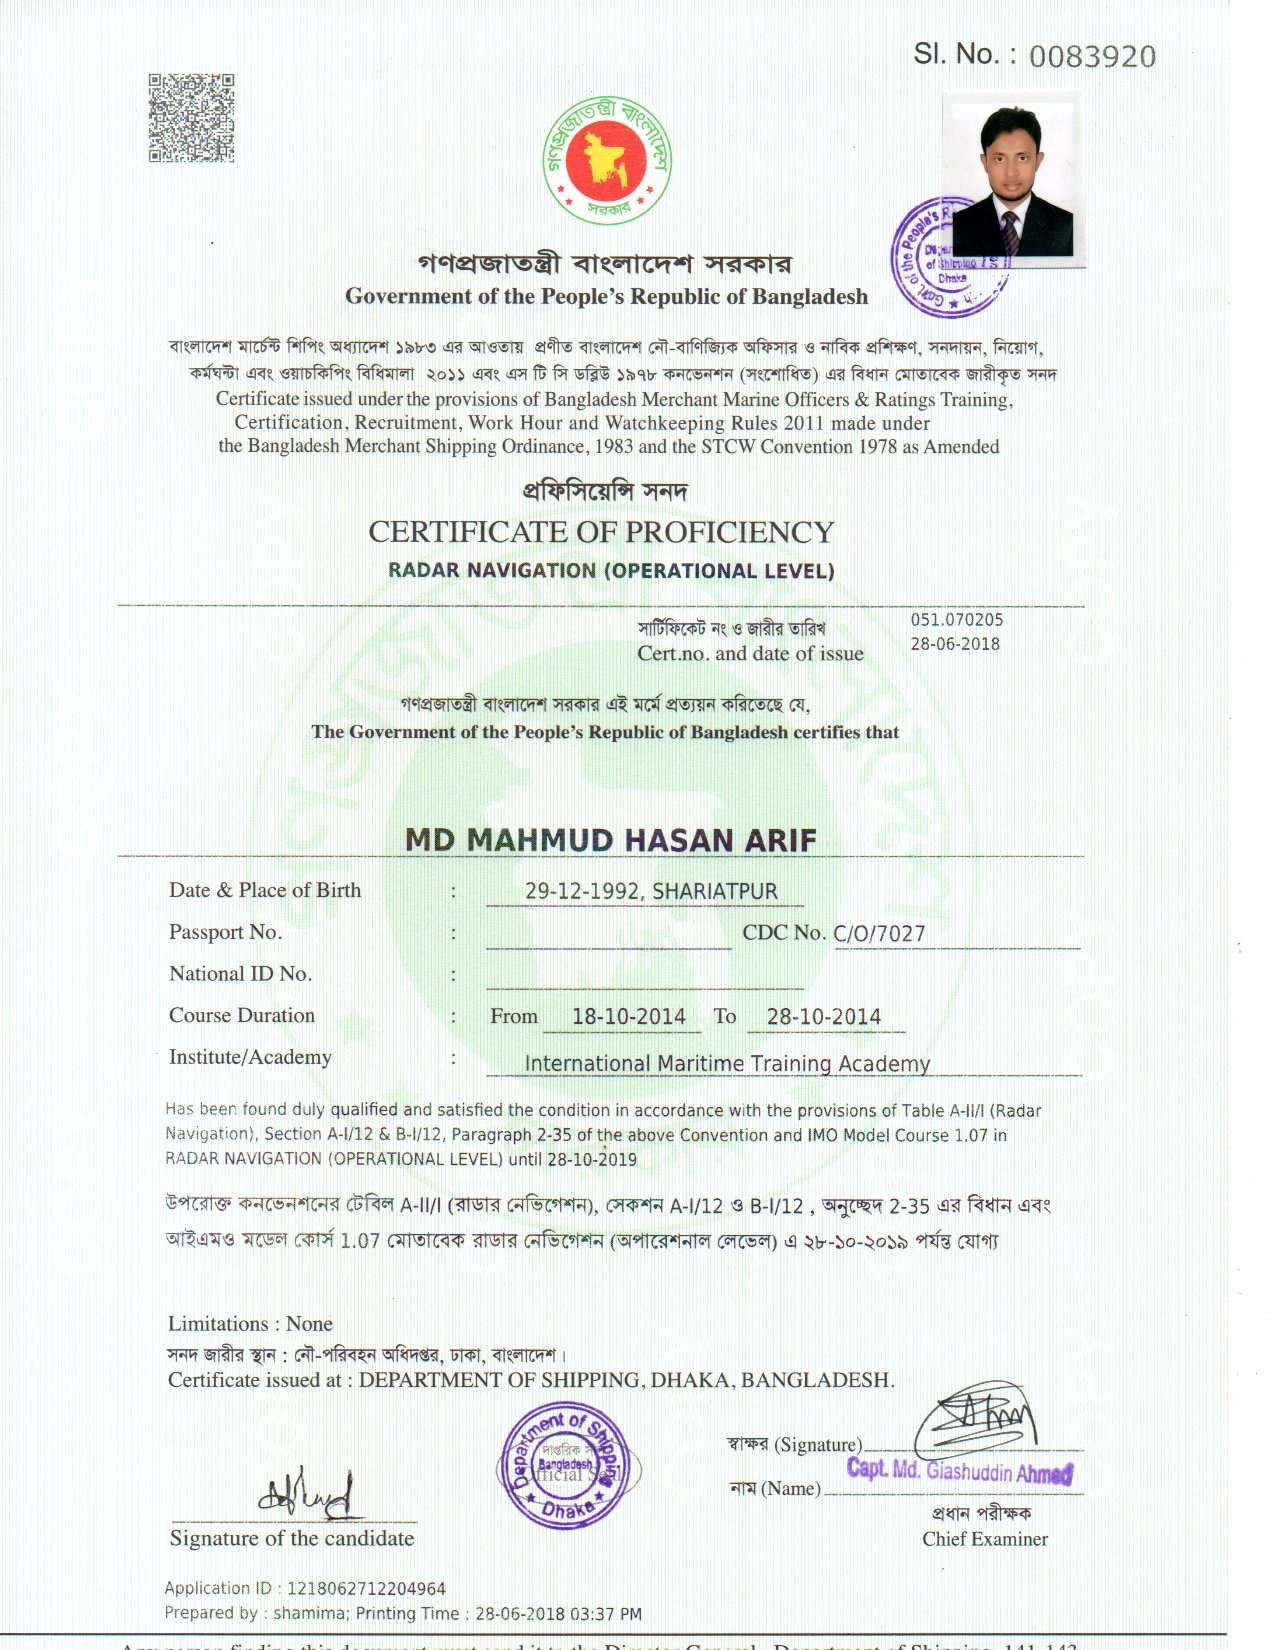 Sl. No. : 0083920
গণপ্রজাতন্ত্রী বাংলাদেশ
সরকার
Govt. of the People's
Department
of Shipping
Dhaka
গণপ্রজাতন্ত্রী বাংলাদেশ সরকার
Government of the People's Republic of Bangladesh
বাংলাদেশ মার্চেন্ট শিপিং অধ্যাদেশ ১৯৮৩ এর আওতায় প্রণীত বাংলাদেশ নৌ-বাণিজ্যিক অফিসার ও নাবিক প্রশিক্ষণ, সনদায়ন, নিয়োগ,
কর্মঘন্টা এবং ওয়াচকিপিং বিধিমালা ২০১১ এবং এস টি সি ডব্লিউ ১৯৭৮ কনভেনশন (সংশোধিত) এর বিধান মোতাবেক জারীকৃত সনদ
Certificate issued under the provisions of Bangladesh Merchant Marine Officers & Ratings Training,
Certification, Recruitment, Work Hour and Watchkeeping Rules 2011 made under
the Bangladesh Merchant Shipping Ordinance, 1983 and the STCW Convention 1978 as Amended
প্রফিসিয়েন্সি সনদ
CERTIFICATE OF PROFICIENCY
RADAR NAVIGATION (OPERATIONAL LEVEL)
সার্টিফিকেট নং ও জারীর তারিখ 051.070205
Cert.no. and date of issue 28-06-2018
গণপ্রজাতন্ত্রী বাংলাদেশ সরকার এই মর্মে প্রত্যয়ন করিতেছে যে,
The Government of the People's Republic of Bangladesh certifies that
MD MAHMUD HASAN ARIF
Date & Place of Birth : 29-12-1992, SHARIATPUR
Passport No. : CDC No. C/O/7027
National ID No. :
Course Duration : From 18-10-2014 To 28-10-2014
Institute/Academy : International Maritime Training Academy
Has been found duly qualified and satisfied the condition in accordance with the provisions of Table A-II/I (Radar
Navigation), Section A-I/12 & B-I/12, Paragraph 2-35 of the above Convention and IMO Model Course 1.07 in
RADAR NAVIGATION (OPERATIONAL LEVEL) until 28-10-2019
উপরোক্ত কনভেনশনের টেবিল A-II/I (রাডার নেভিগেশন), সেকশন A-I/12 ও B-I/12 , অনুচ্ছেদ 2-35 এর বিধান এবং
আইএমও মডেল কোর্স 1.07 মোতাবেক রাডার নেভিগেশন (অপারেশনাল লেভেল) এ ২৮-১০-২০১৯ পর্যন্ত যোগ্য
Limitations : None
সনদ জারীর স্থান : নৌ-পরিবহন অধিদপ্তর, ঢাকা, বাংলাদেশ।
Certificate issued at : DEPARTMENT OF SHIPPING, DHAKA, BANGLADESH.
Department of Shipping
দাপ্তরিক
Bangladesh
Official Seal
Dhaka
স্বাক্ষর (Signature)
Capt. Md. Giashuddin Ahmed
নাম (Name)
প্রধান পরীক্ষক
Signature of the candidate
Chief Examiner
Application ID : 1218062712204964
Prepared by : shamima; Printing Time : 28-06-2018 03:37 PM